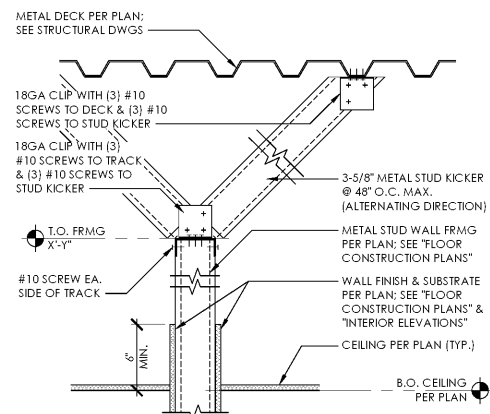 METAL DECK PER PLAN;
SEE STRUCTURAL DWGS
18GA CLIP WITH (3) #10
SCREWS TO DECK & (3) #10
SCREWS TO STUD KICKER
18GA CLIP WITH (3)
#10 SCREWS TO TRACK
& (3) #10 SCREWS TO
STUD KICKER
3-5/8" METAL STUD KICKER
@ 48" O.C. MAX.
(ALTERNATING DIRECTION)
T.O. FRMG
X'-Y"
METAL STUD WALL FRMG
PER PLAN; SEE "FLOOR
CONSTRUCTION PLANS"
#10 SCREW EA.
SIDE OF TRACK
WALL FINISH & SUBSTRATE
PER PLAN; SEE "FLOOR
CONSTRUCTION PLANS" &
"INTERIOR ELEVATIONS"
6"
MIN.
CEILING PER PLAN (TYP.)
B.O. CEILING
PER PLAN